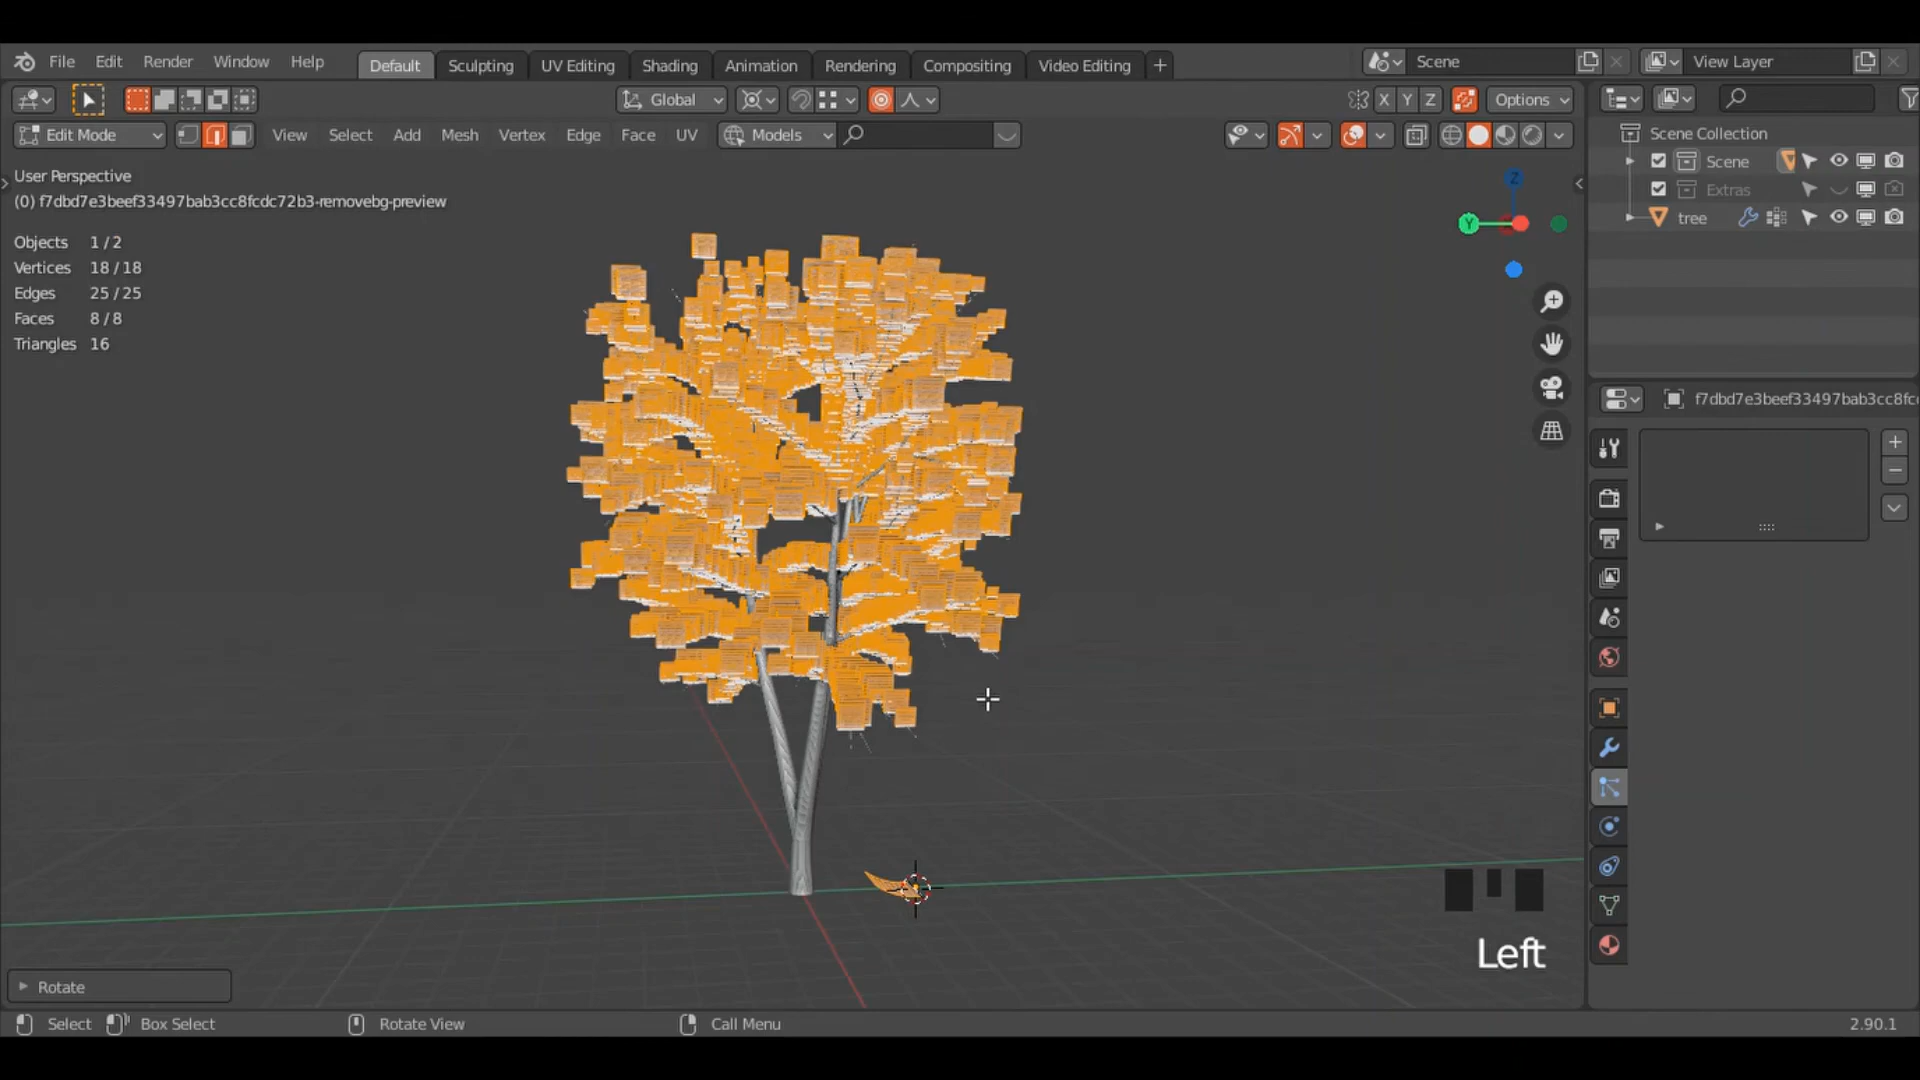 File Edit Render Window Help Default Sculpting UV Editing Shading Animation Rendering Compositing Video Editing + Scene View Layer
Global X Y Z Options
Edit Mode View Select Add Mesh Vertex Edge Face UV Models
Scene Collection
Scene
Extras
tree
User Perspective
(0) f7dbd7e3beef33497bab3cc8fcdc72b3-removebg-preview
Objects 1 / 2
Vertices 18 / 18
Edges 25 / 25
Faces 8 / 8
Triangles 16
Z
Y
f7dbd7e3beef33497bab3cc8fc
Left
Rotate
Select Box Select Rotate View Call Menu 2.90.1